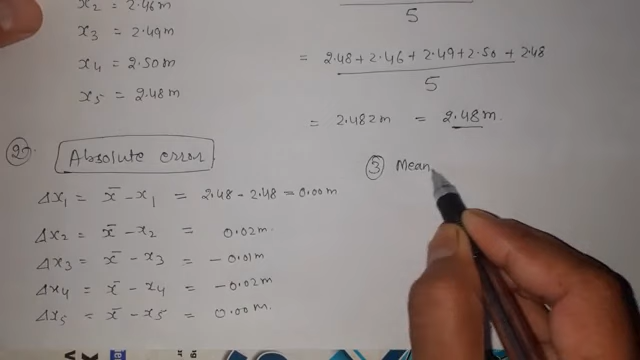 x₂ = 2.46m
x₃ = 2.49m
x₄ = 2.50m
x₅ = 2.48m
5
= 2.48 + 2.46 + 2.49 + 2.50 + 2.48
5
= 2.482m = 2.48m.
② Absolute error
Δx₁ = x̄ - x₁ = 2.48 - 2.48 = 0.00m
Δx₂ = x̄ - x₂ = 0.02m.
Δx₃ = x̄ - x₃ = -0.01m
Δx₄ = x̄ - x₄ = -0.02m
Δx₅ = x̄ - x₅ = 0.00m.
③ Mean